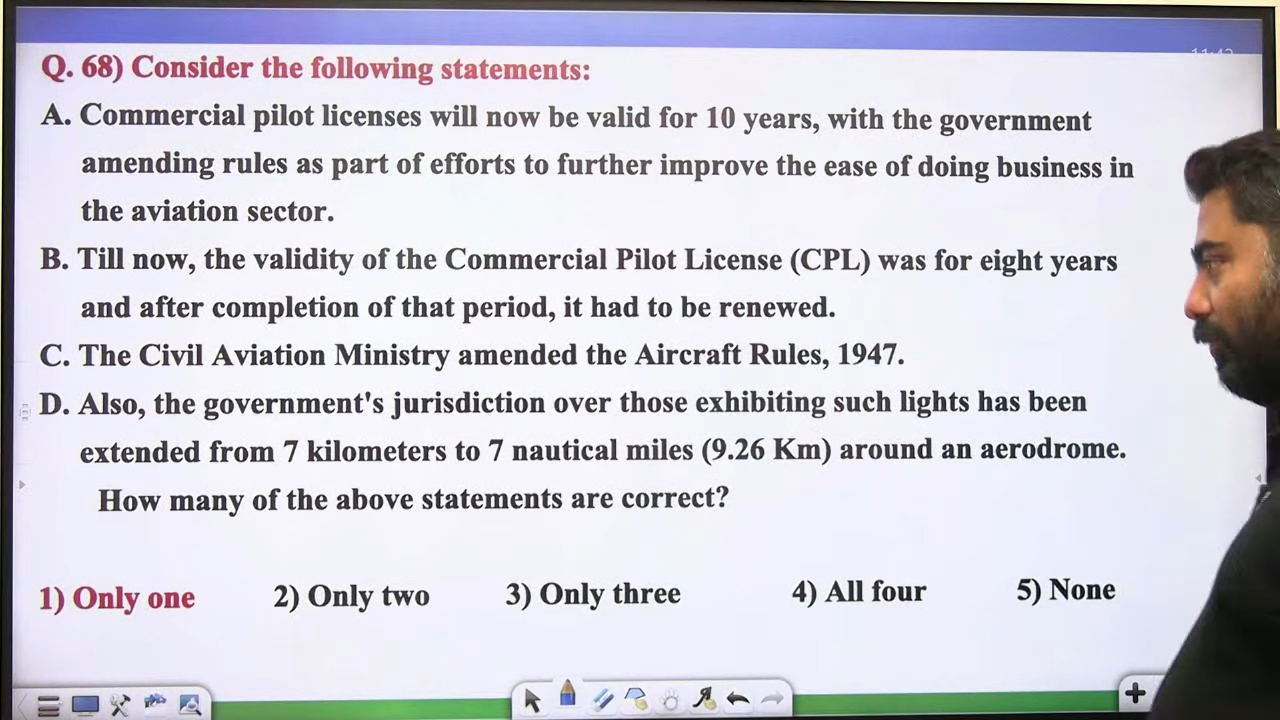 11:42
Q. 68) Consider the following statements:
A. Commercial pilot licenses will now be valid for 10 years, with the government
amending rules as part of efforts to further improve the ease of doing business in
the aviation sector.
B. Till now, the validity of the Commercial Pilot License (CPL) was for eight years
and after completion of that period, it had to be renewed.
C. The Civil Aviation Ministry amended the Aircraft Rules, 1947.
D. Also, the government's jurisdiction over those exhibiting such lights has been
extended from 7 kilometers to 7 nautical miles (9.26 Km) around an aerodrome.
How many of the above statements are correct?
1) Only one 2) Only two 3) Only three 4) All four 5) None